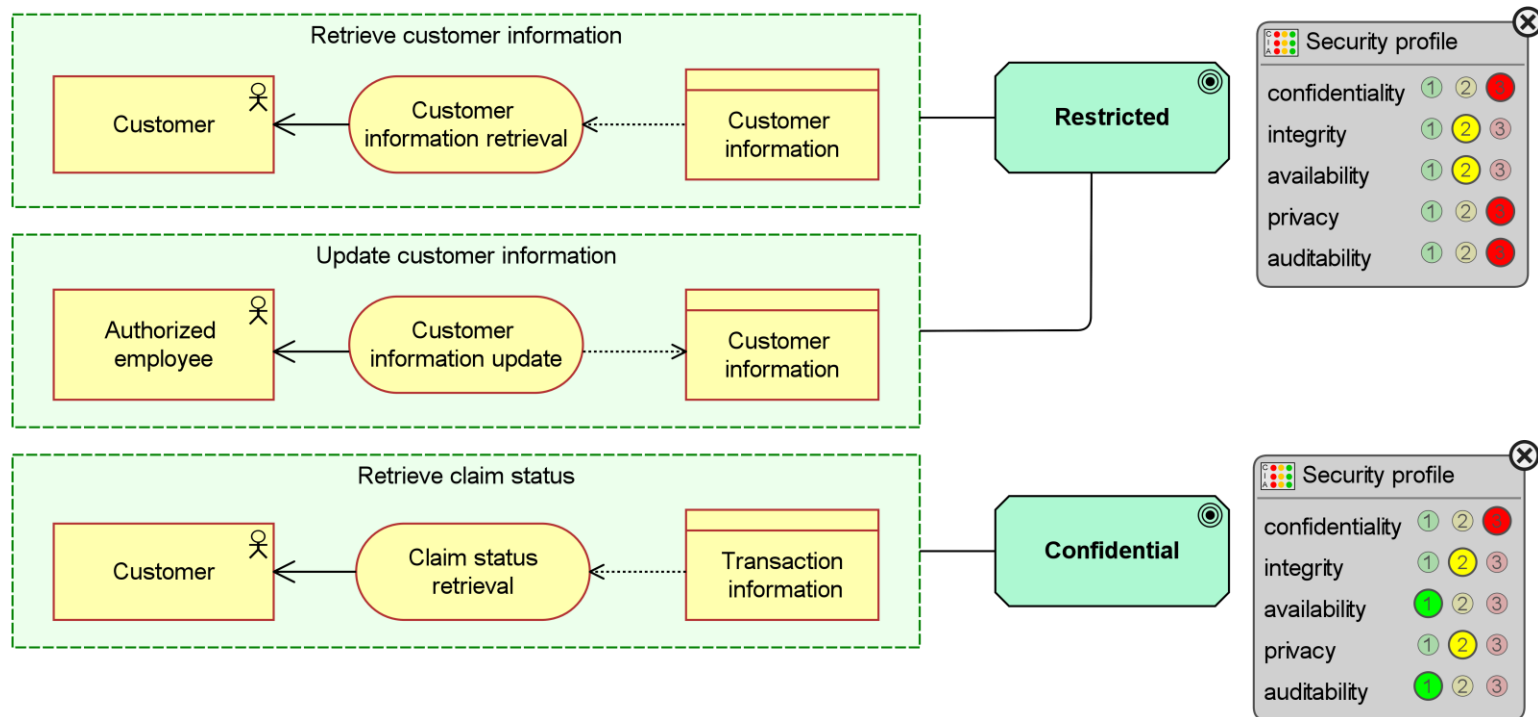 Retrieve customer information
Customer
Customer
information retrieval
Customer
information
Restricted
C
I
A
Security profile
confidentiality 1 2 3
integrity 1 2 3
availability 1 2 3
privacy 1 2 3
auditability 1 2 3
Update customer information
Authorized
employee
Customer
information update
Customer
information
Retrieve claim status
Customer
Claim status
retrieval
Transaction
information
Confidential
C
I
A
Security profile
confidentiality 1 2 3
integrity 1 2 3
availability 1 2 3
privacy 1 2 3
auditability 1 2 3